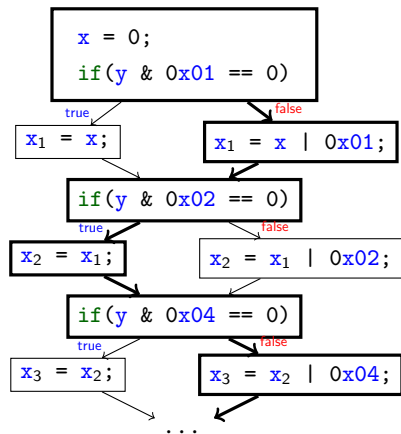 x = 0;
if(y & 0x01 == 0)
true false
x₁ = x; x₁ = x | 0x01;
if(y & 0x02 == 0)
true false
x₂ = x₁; x₂ = x₁ | 0x02;
if(y & 0x04 == 0)
true false
x₃ = x₂; x₃ = x₂ | 0x04;
...